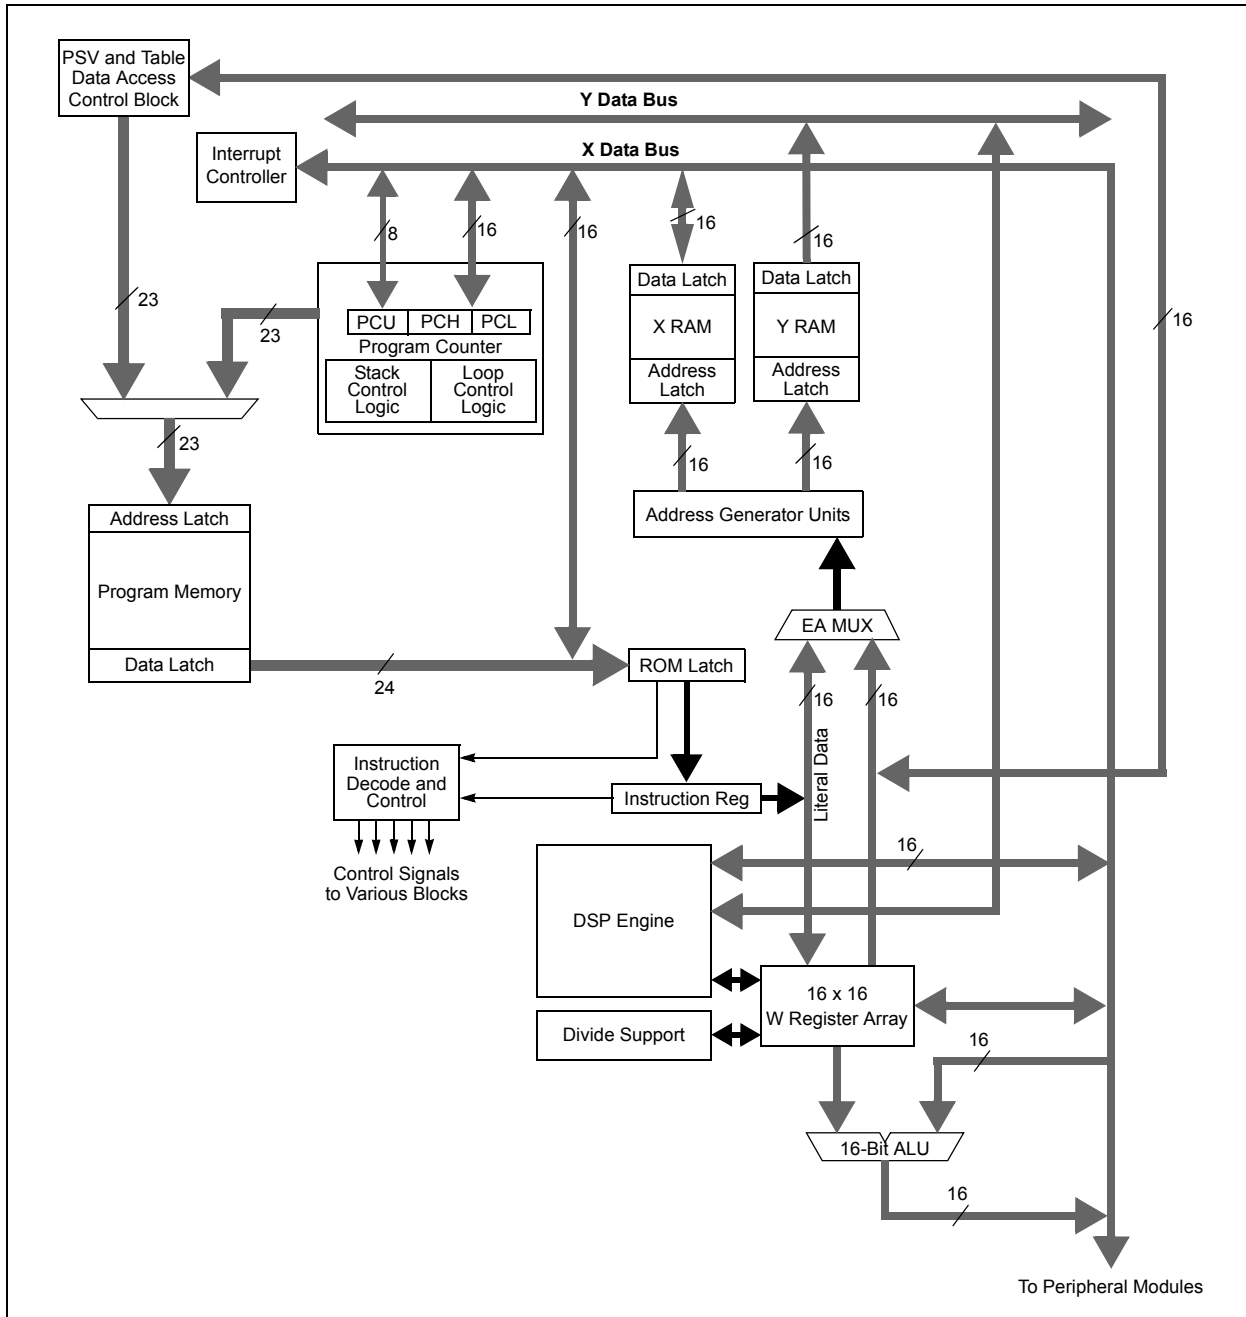 PSV and Table
Data Access
Control Block
Y Data Bus
Interrupt
Controller
X Data Bus
8
16
16
16
16
23
23
16
PCU
PCH
PCL
Program Counter
Stack
Control
Logic
Loop
Control
Logic
Data Latch
X RAM
Address
Latch
Data Latch
Y RAM
Address
Latch
23
16
16
Address Latch
Program Memory
Data Latch
Address Generator Units
EA MUX
24
ROM Latch
16
16
Literal Data
Instruction
Decode and
Control
Instruction Reg
Control Signals
to Various Blocks
16
DSP Engine
16 x 16
W Register Array
Divide Support
16
16-Bit ALU
16
To Peripheral Modules